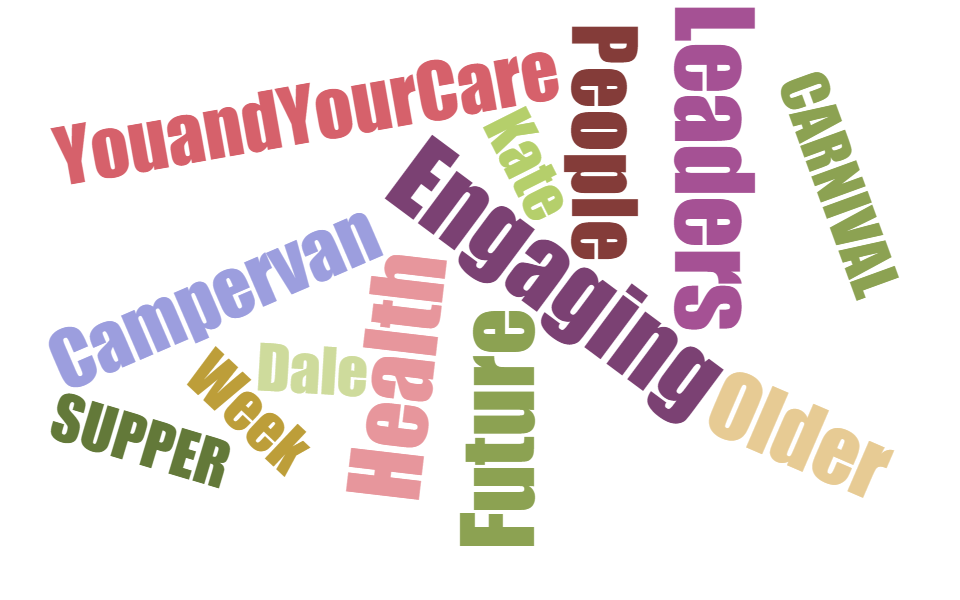 YouandYourCare
Kate
People
Leaders
CARNIVAL
Engaging
Campervan
Health
Dale
Week
SUPPER
Future
Older